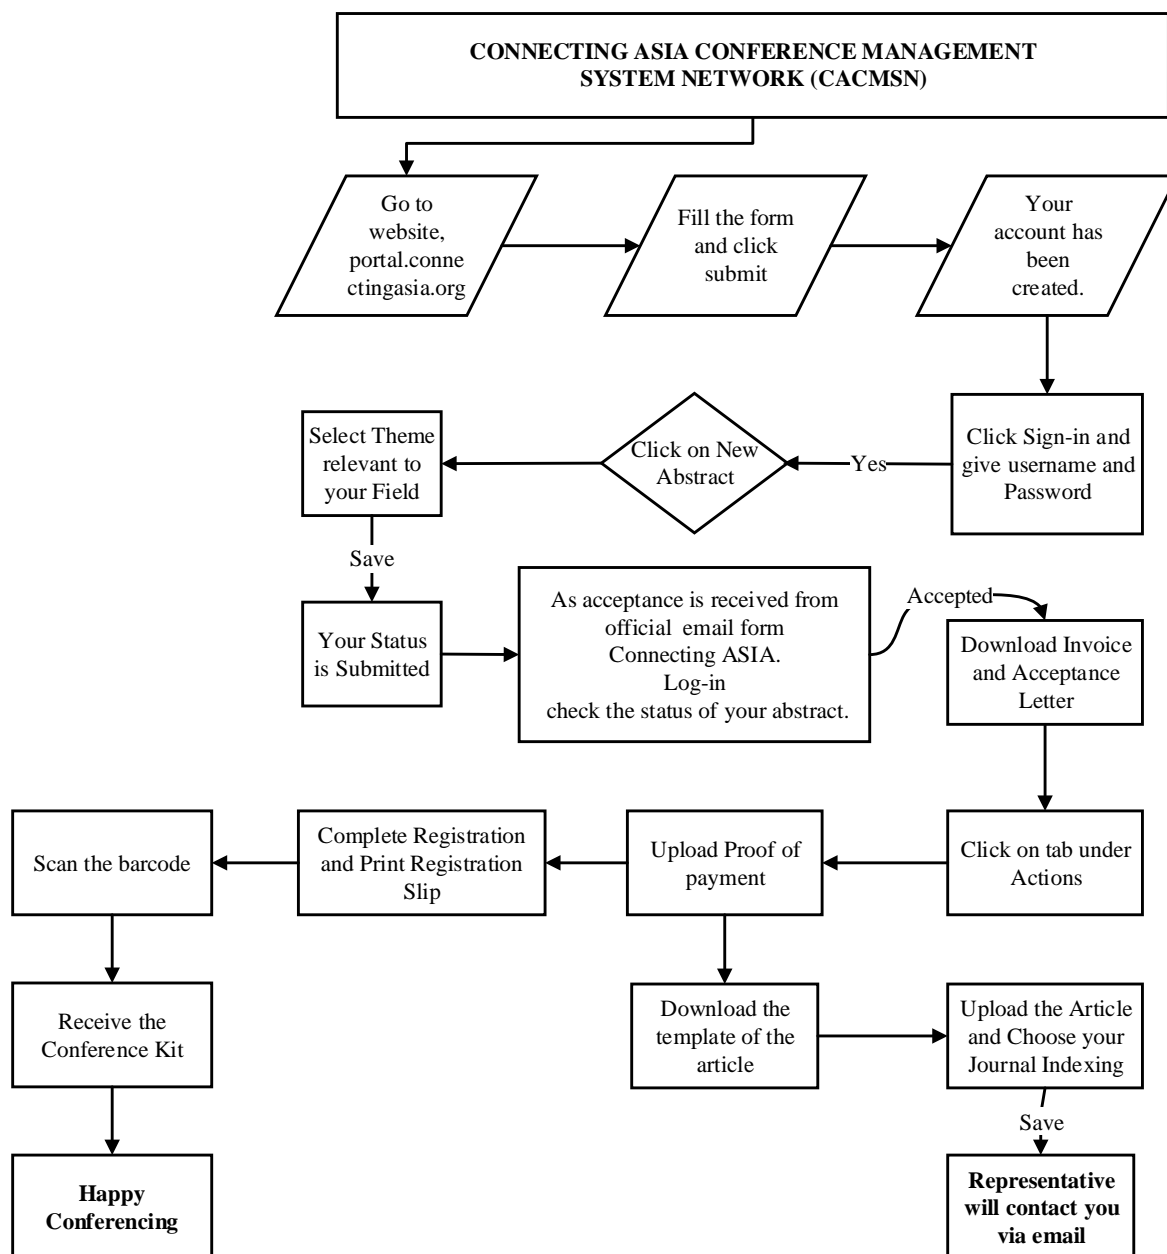 CONNECTING ASIA CONFERENCE MANAGEMENT
SYSTEM NETWORK (CACMSN)
Go to
website,
portal.conne
ctingasia.org
Fill the form
and click
submit
Your
account has
been
created.
Click Sign-in and
give username and
Password
Yes
Click on New
Abstract
Select Theme
relevant to
your Field
Save
Your Status
is Submitted
As acceptance is received from
official email form
Connecting ASIA.
Log-in
check the status of your abstract.
Accepted
Download Invoice
and Acceptance
Letter
Click on tab under
Actions
Upload Proof of
payment
Complete Registration
and Print Registration
Slip
Scan the barcode
Receive the
Conference Kit
Happy
Conferencing
Download the
template of the
article
Upload the Article
and Choose your
Journal Indexing
Save
Representative
will contact you
via email